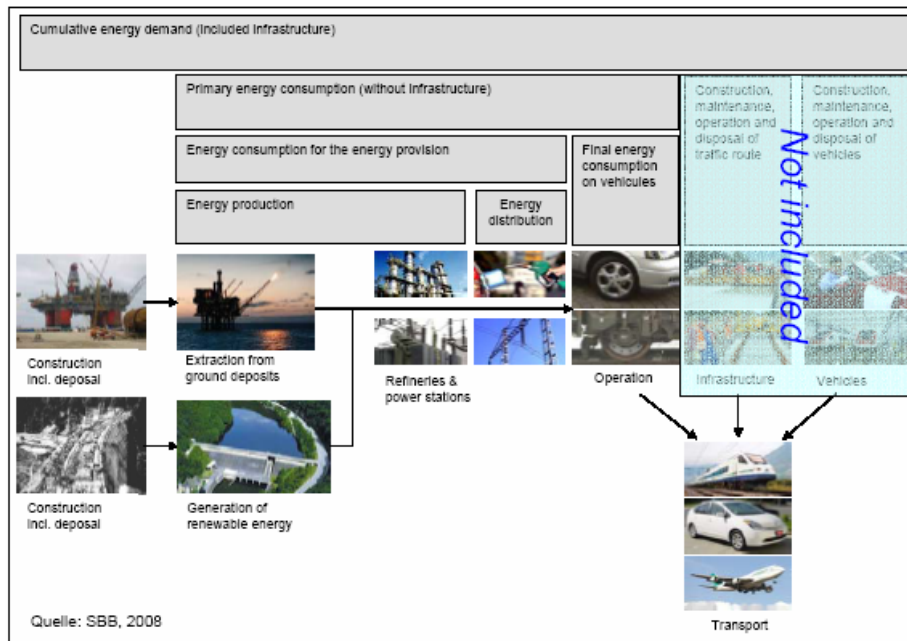 Cumulative energy demand (included infrastructure)
Primary energy consumption (without infrastructure)
Construction,
maintenance,
operation and
disposal of
traffic route
Construction,
maintenance,
operation and
disposal of
vehicles
Not included
Energy consumption for the energy provision
Final energy
consumption
on vehicules
Energy production
Energy
distribution
Construction
incl. deposal
Extraction from
ground deposits
Refineries &
power stations
Operation
Infrastructure
Vehicles
Construction
incl. deposal
Generation of
renewable energy
Quelle: SBB, 2008
Transport